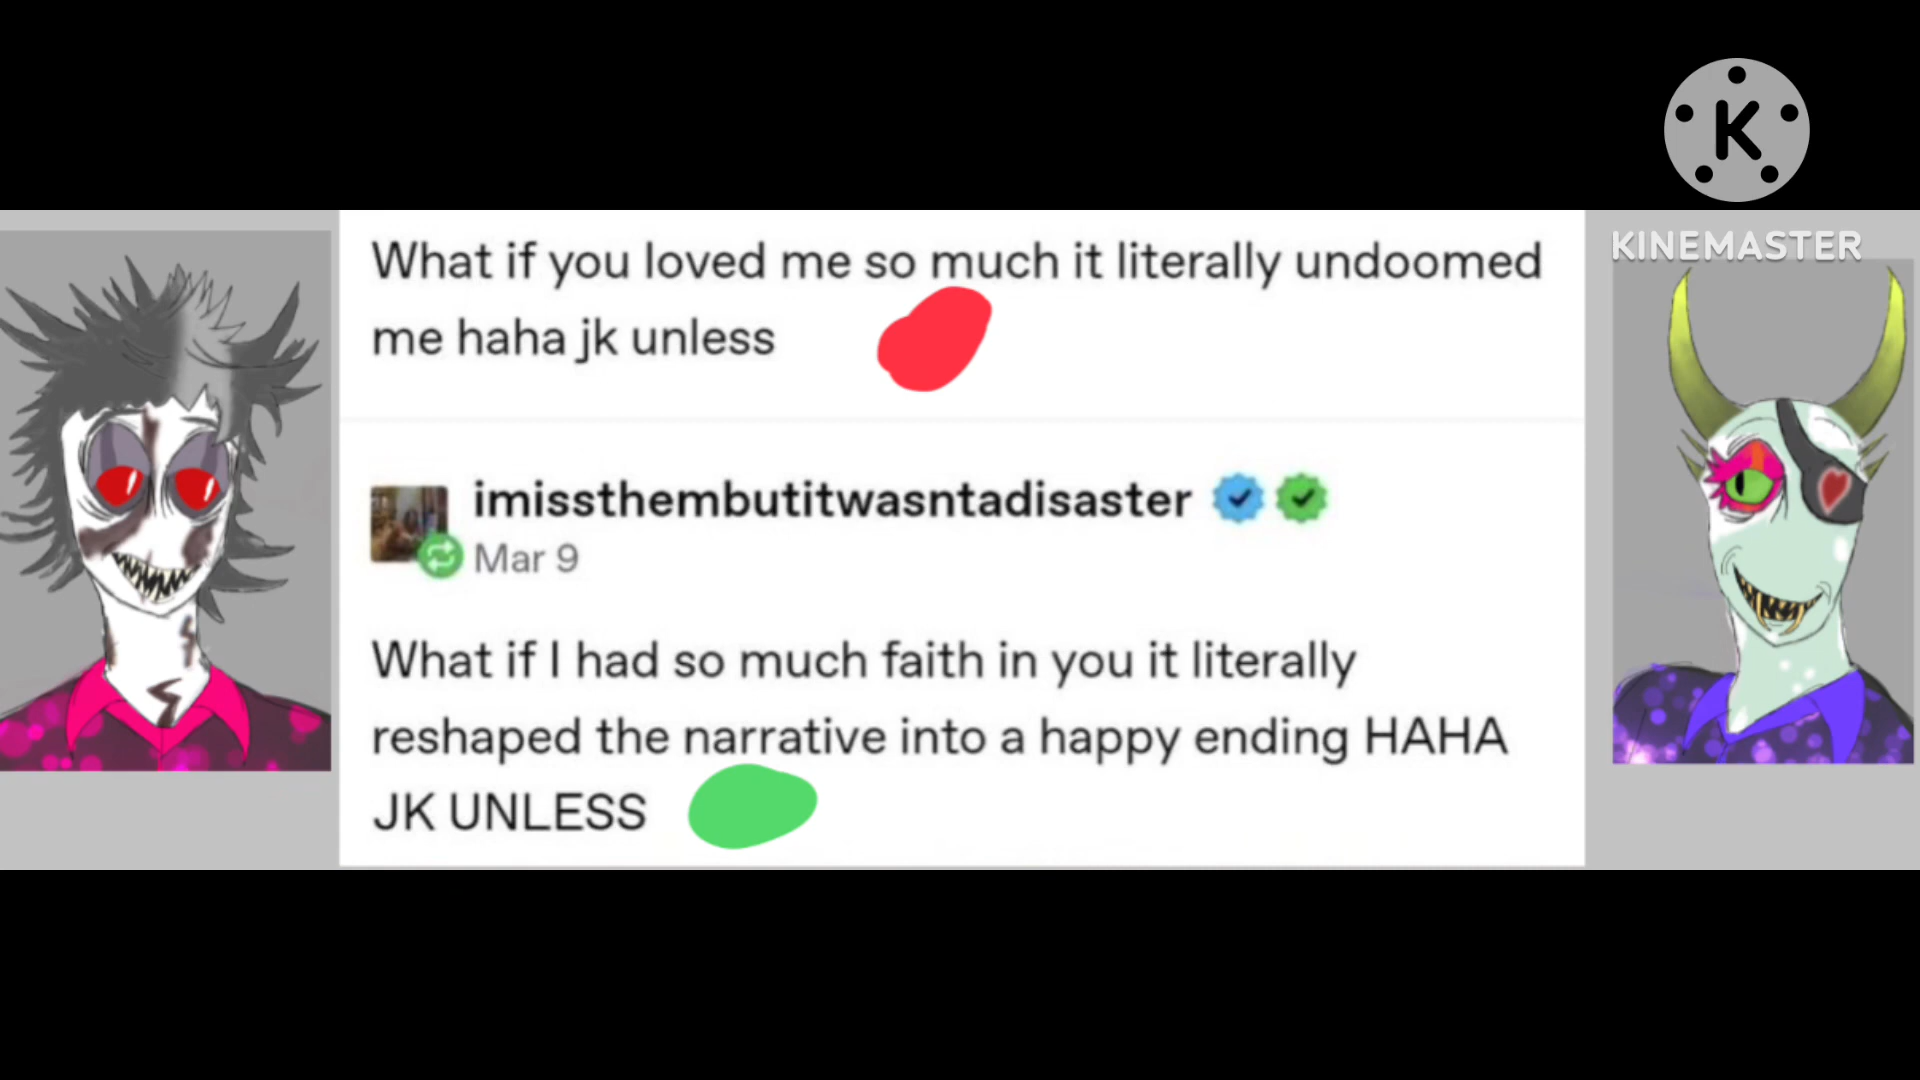 K
KINEMASTER
What if you loved me so much it literally undoomed
me haha jk unless
imissthembutitwasntadisaster
Mar 9
What if I had so much faith in you it literally
reshaped the narrative into a happy ending HAHA
JK UNLESS